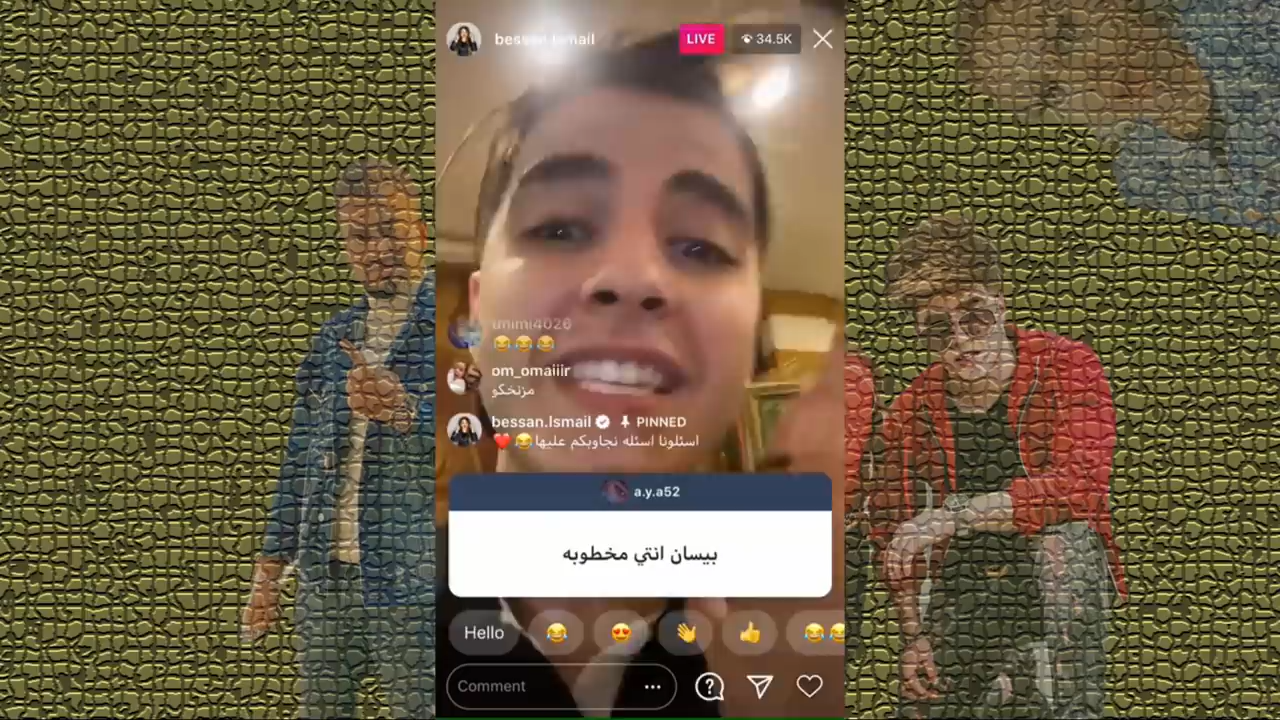 bessan.Ismail
LIVE
34.5K
umimi4026
😂😂😂
om_omaiiir
مزنخكو
bessan.Ismail PINNED
اسئلونا اسئله نجاوبكم عليها😂❤️
a.y.a52
بيسان انتي مخطوبه
Hello 😂 😍 👋 👍 😂😂
Comment